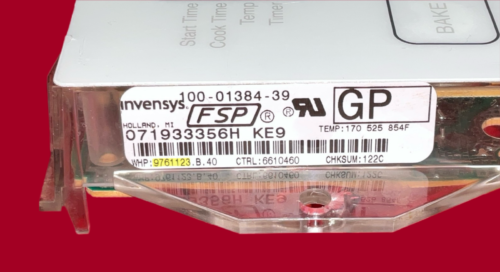 Start Time
Cook Time
Temp
Timer
BAKE
100-01384-39
invensys
FSP ® ®
GP
HOLLAND, MI
071933356H KE9
TEMP:170 525 854F
WHP:9761123.B.40 CTRL:6610460 CHKSUM:122C